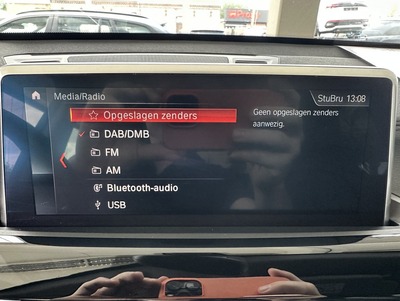 Media/Radio
StuBru 13:08
Opgeslagen zenders
DAB/DMB
FM
AM
Bluetooth-audio
USB
Geen opgeslagen zenders
aanwezig.